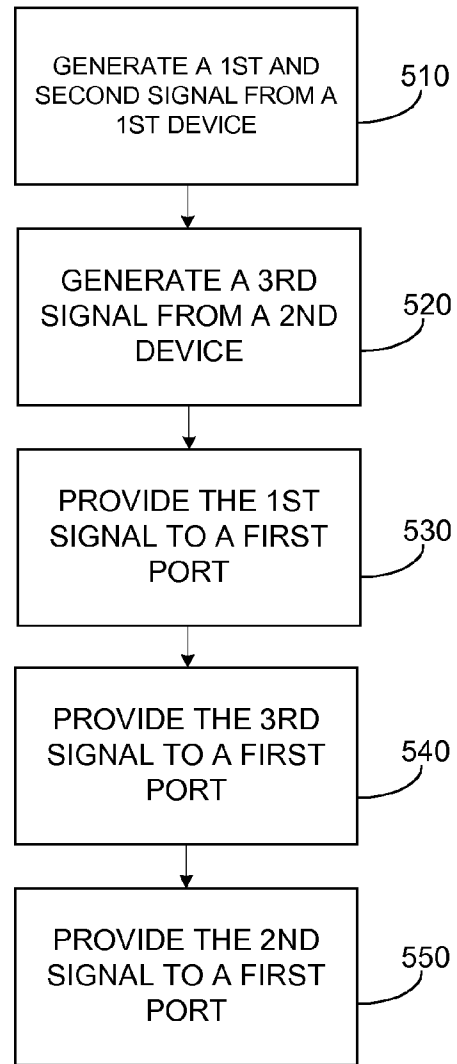 GENERATE A 1ST AND
SECOND SIGNAL FROM A
1ST DEVICE
510
GENERATE A 3RD
SIGNAL FROM A 2ND
DEVICE
520
PROVIDE THE 1ST
SIGNAL TO A FIRST
PORT
530
PROVIDE THE 3RD
SIGNAL TO A FIRST
PORT
540
PROVIDE THE 2ND
SIGNAL TO A FIRST
PORT
550